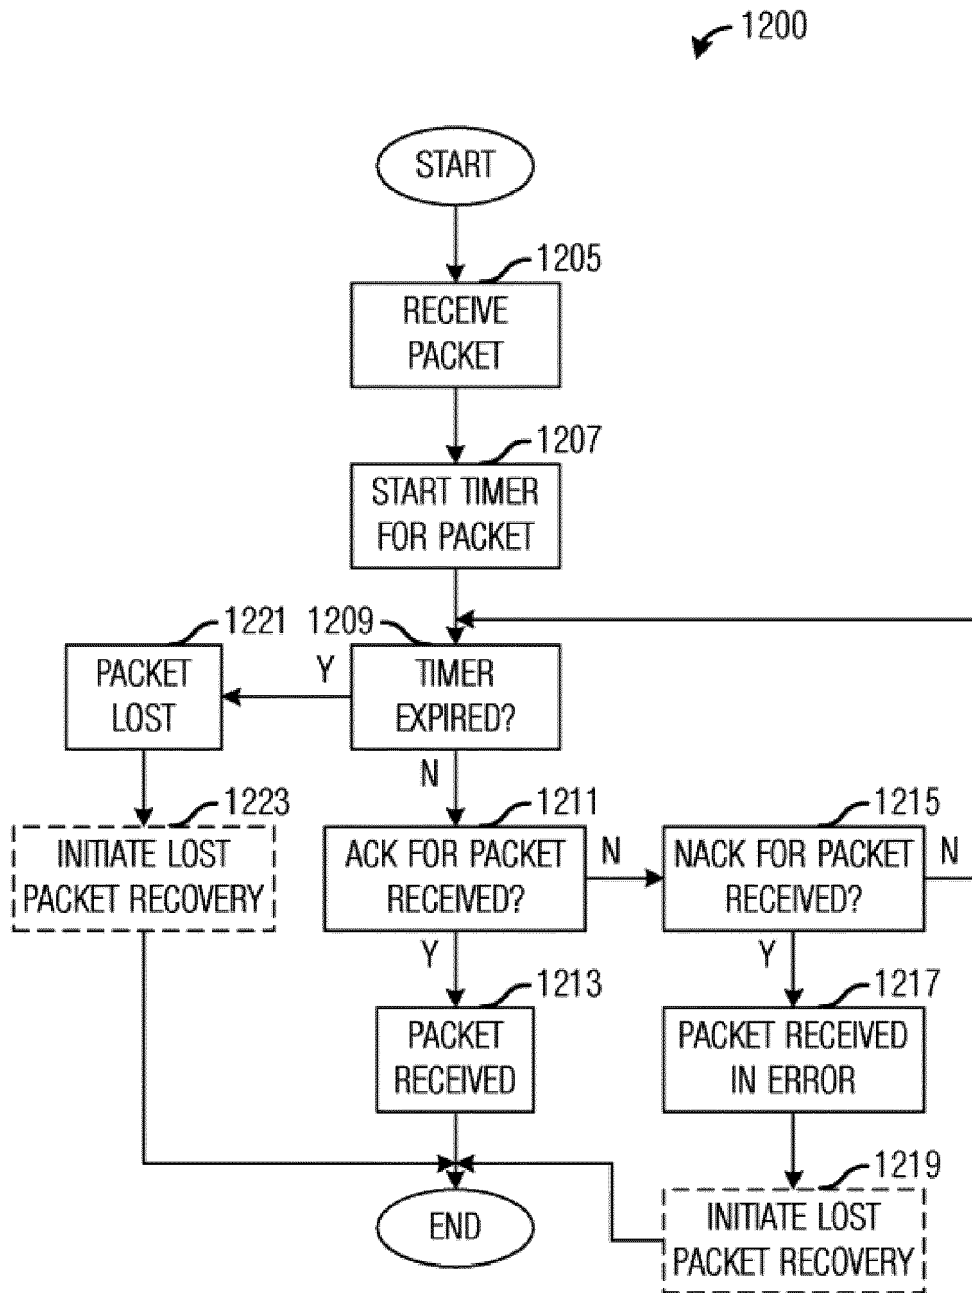 1200
START
1205
RECEIVE
PACKET
1207
START TIMER
FOR PACKET
1221
1209
PACKET
LOST
Y
TIMER
EXPIRED?
N
1223
1211
1215
INITIATE LOST
PACKET RECOVERY
ACK FOR PACKET
RECEIVED?
N
NACK FOR PACKET
RECEIVED?
N
Y
Y
1213
1217
PACKET
RECEIVED
PACKET RECEIVED
IN ERROR
1219
END
INITIATE LOST
PACKET RECOVERY